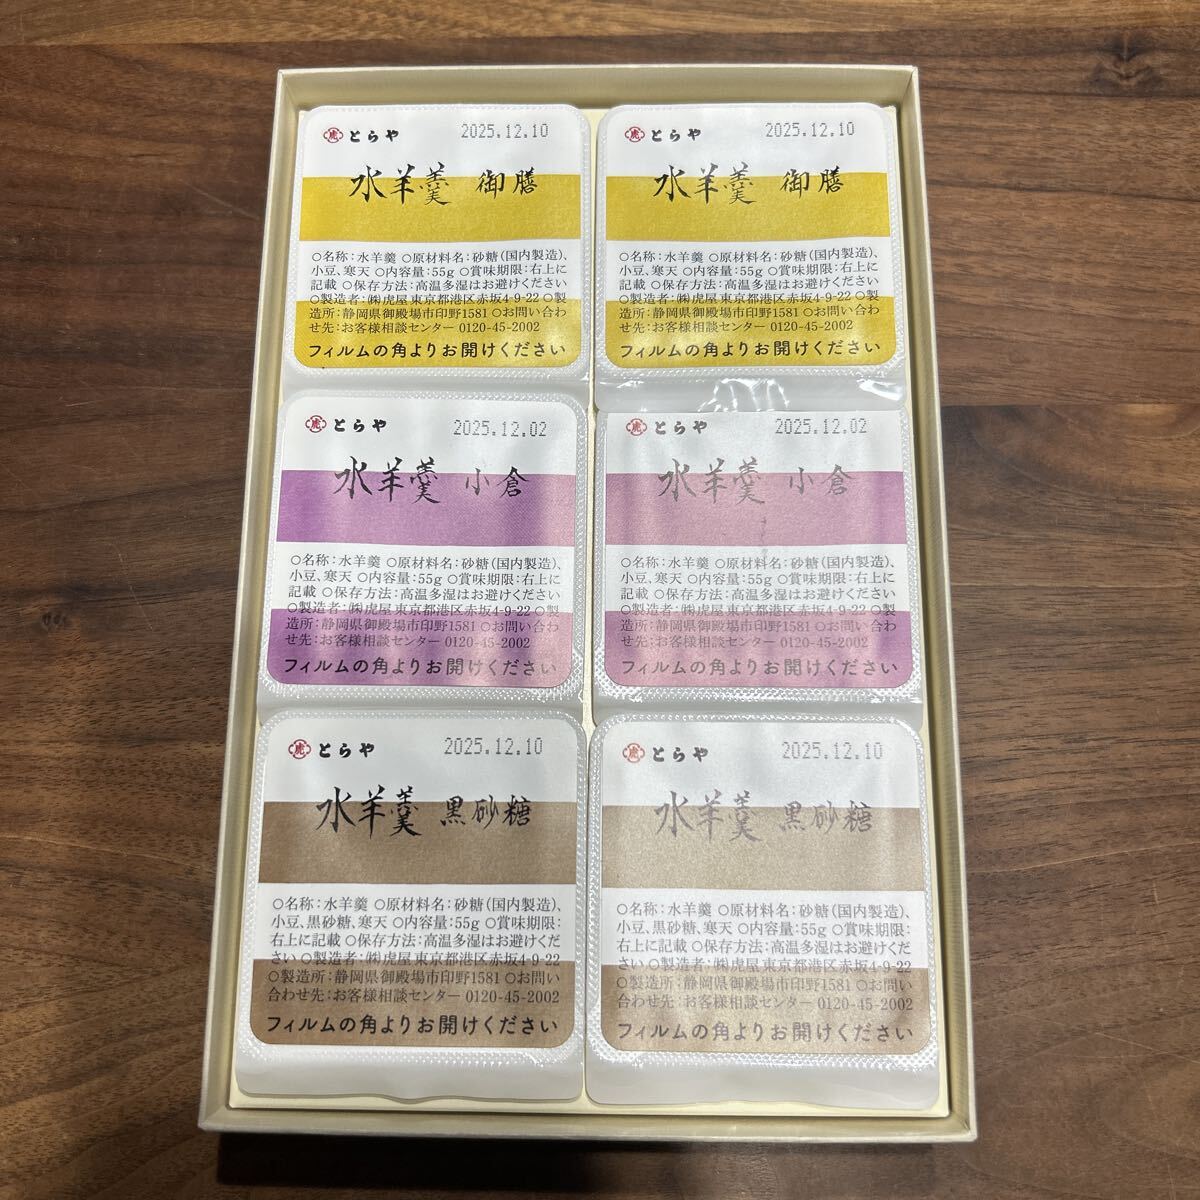 虎 とらや 2025.12.10
水羊羹 御膳
○名称:水羊羹 ○原材料名:砂糖(国内製造)、
小豆、寒天 ○内容量:55g ○賞味期限:右上に
記載 ○保存方法:高温多湿はお避けください
○製造者:㈱虎屋 東京都港区赤坂4-9-22 ○製
造所:静岡県御殿場市印野1581 ○お問い合わ
せ先:お客様相談センター 0120-45-2002
フィルムの角よりお開けください
虎 とらや 2025.12.10
水羊羹 御膳
○名称:水羊羹 ○原材料名:砂糖(国内製造)、
小豆、寒天 ○内容量:55g ○賞味期限:右上に
記載 ○保存方法:高温多湿はお避けください
○製造者:㈱虎屋 東京都港区赤坂4-9-22 ○製
造所:静岡県御殿場市印野1581 ○お問い合わ
せ先:お客様相談センター 0120-45-2002
フィルムの角よりお開けください
虎 とらや 2025.12.02
水羊羹 小倉
○名称:水羊羹 ○原材料名:砂糖(国内製造)、
小豆、寒天 ○内容量:55g ○賞味期限:右上に
記載 ○保存方法:高温多湿はお避けください
○製造者:㈱虎屋 東京都港区赤坂4-9-22 ○製
造所:静岡県御殿場市印野1581 ○お問い合わ
せ先:お客様相談センター 0120-45-2002
フィルムの角よりお開けください
虎 とらや 2025.12.02
水羊羹 小倉
○名称:水羊羹 ○原材料名:砂糖(国内製造)、
小豆、寒天 ○内容量:55g ○賞味期限:右上に
記載 ○保存方法:高温多湿はお避けください
○製造者:㈱虎屋 東京都港区赤坂4-9-22 ○製
造所:静岡県御殿場市印野1581 ○お問い合わ
せ先:お客様相談センター 0120-45-2002
フィルムの角よりお開けください
虎 とらや 2025.12.10
水羊羹 黒砂糖
○名称:水羊羹 ○原材料名:砂糖(国内製造)、
小豆、黒砂糖、寒天 ○内容量:55g ○賞味期限:
右上に記載 ○保存方法:高温多湿はお避けくだ
さい ○製造者:㈱虎屋 東京都港区赤坂4-9-22
○製造所:静岡県御殿場市印野1581 ○お問い
合わせ先:お客様相談センター 0120-45-2002
フィルムの角よりお開けください
虎 とらや 2025.12.10
水羊羹 黒砂糖
○名称:水羊羹 ○原材料名:砂糖(国内製造)、
小豆、黒砂糖、寒天 ○内容量:55g ○賞味期限:
右上に記載 ○保存方法:高温多湿はお避けくだ
さい ○製造者:㈱虎屋 東京都港区赤坂4-9-22
○製造所:静岡県御殿場市印野1581 ○お問い
合わせ先:お客様相談センター 0120-45-2002
フィルムの角よりお開けください